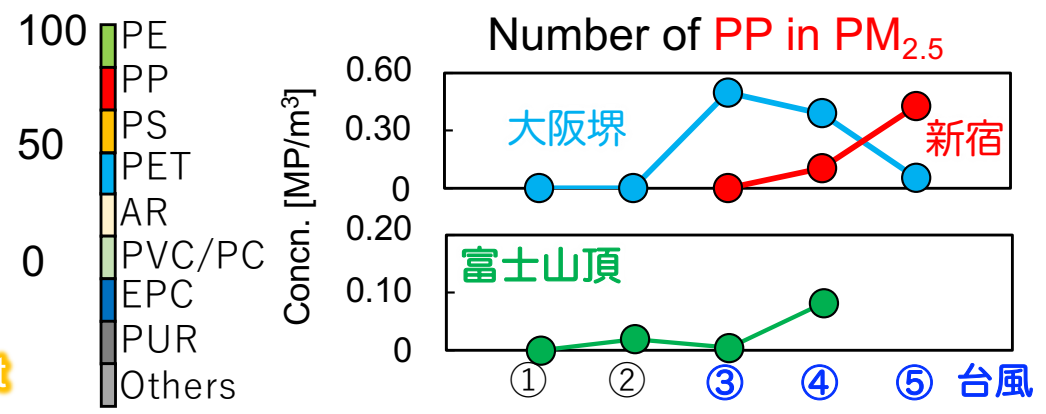 100
50
0
PE
PP
PS
PET
AR
PVC/PC
EPC
PUR
Others
t
Number of PP in PM2.5
Concn. [MP/m³]
0.60
0.30
0
大阪堺
新宿
0.20
0.10
0
富士山頂
① ② ③ ④ ⑤ 台風